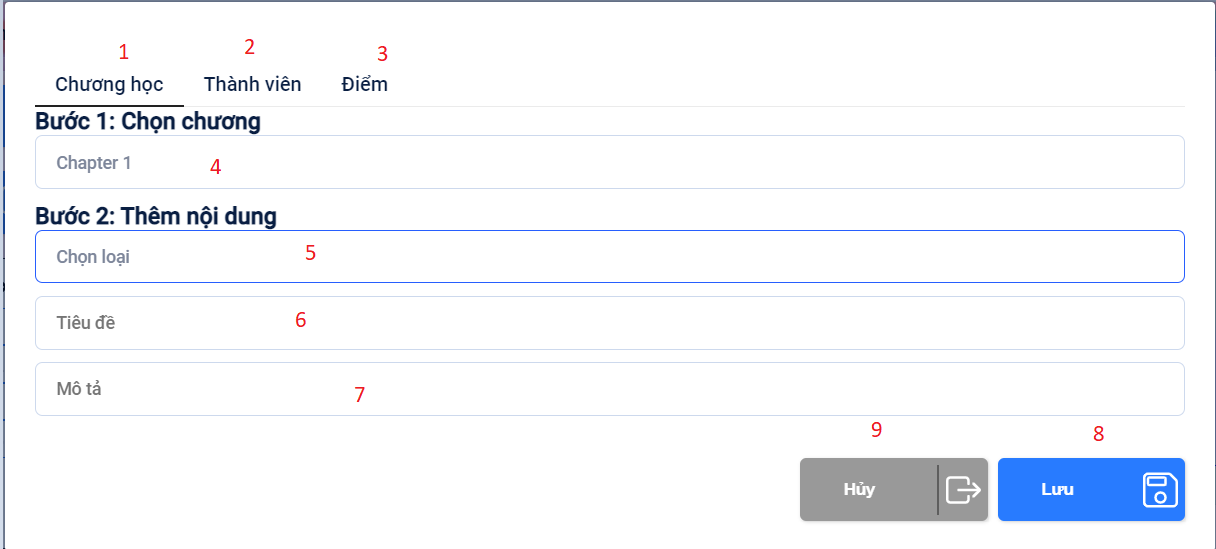 1 2 3
Chương học Thành viên Điểm
Bước 1: Chọn chương
Chapter 1 4
Bước 2: Thêm nội dung
Chọn loại 5
Tiêu đề 6
Mô tả 7
9 8
Hủy Lưu